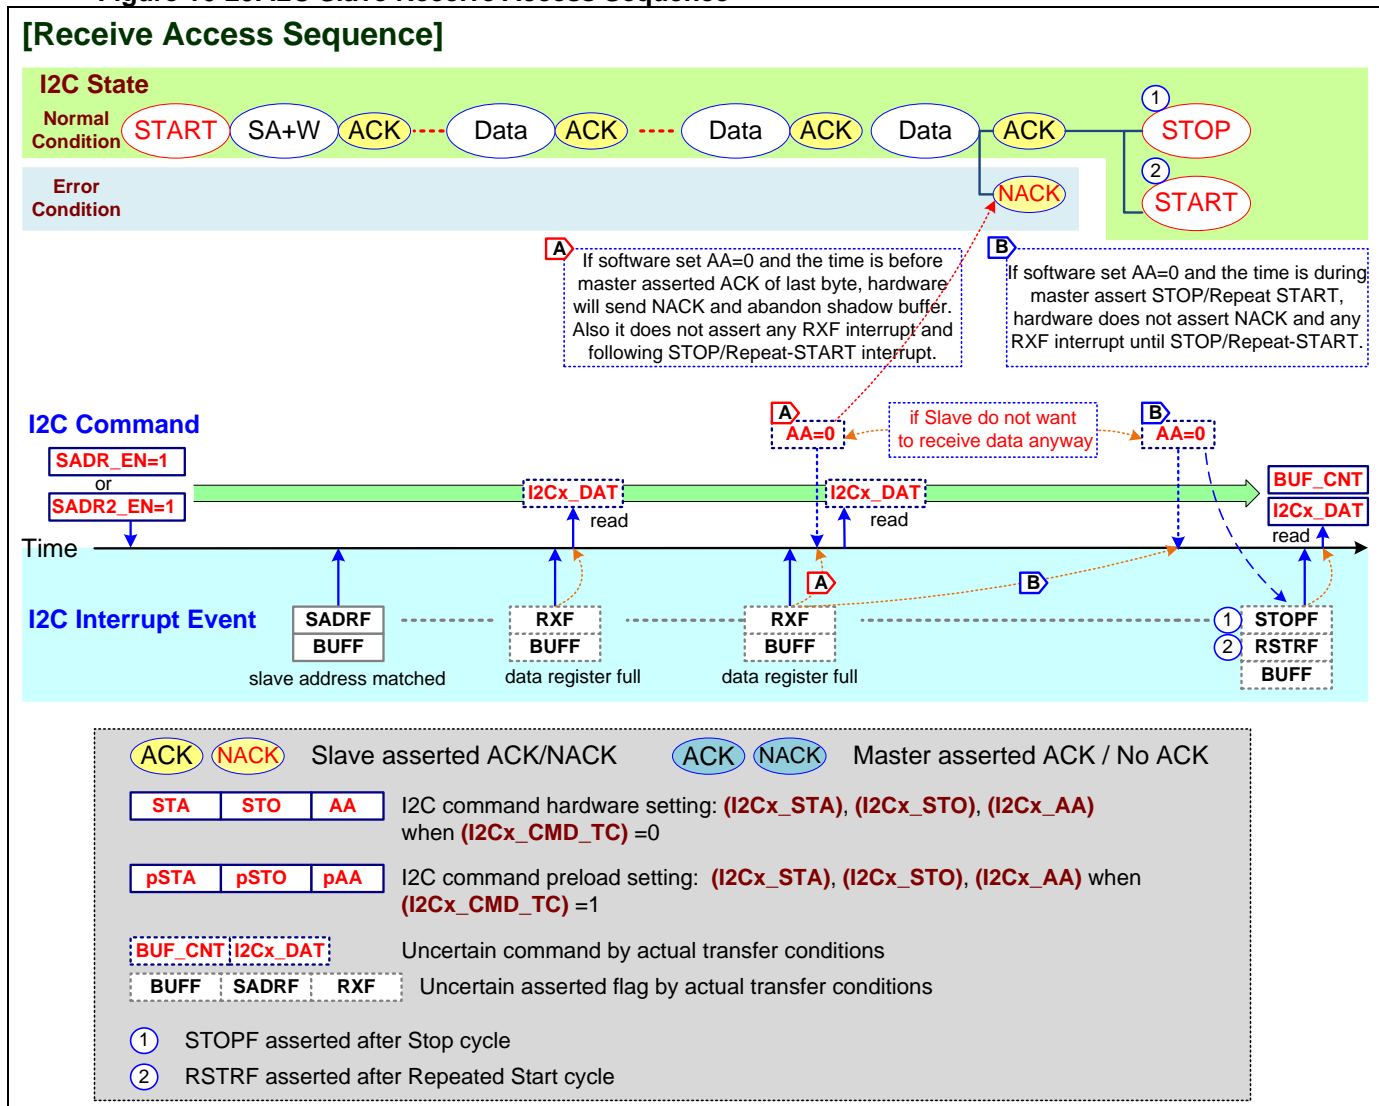 [Receive Access Sequence]
I2C State
Normal
Condition
START
SA+W
ACK
Data
ACK
Data
ACK
Data
ACK
1
STOP
2
START
Error
Condition
NACK
A
If software set AA=0 and the time is before
master asserted ACK of last byte, hardware
will send NACK and abandon shadow buffer.
Also it does not assert any RXF interrupt and
following STOP/Repeat-START interrupt.
B
If software set AA=0 and the time is during
master assert STOP/Repeat START,
hardware does not assert NACK and any
RXF interrupt until STOP/Repeat-START.
I2C Command
A
AA=0
if Slave do not want
to receive data anyway
B
AA=0
SADR_EN=1
or
SADR2_EN=1
I2Cx_DAT
read
I2Cx_DAT
read
BUF_CNT
I2Cx_DAT
read
Time
A
B
I2C Interrupt Event
SADRF
BUFF
slave address matched
RXF
BUFF
data register full
RXF
BUFF
data register full
1
STOPF
2
RSTRF
BUFF
ACK NACK Slave asserted ACK/NACK ACK NACK Master asserted ACK / No ACK
STA STO AA I2C command hardware setting: (I2Cx_STA), (I2Cx_STO), (I2Cx_AA)
when (I2Cx_CMD_TC) =0
pSTA pSTO pAA I2C command preload setting: (I2Cx_STA), (I2Cx_STO), (I2Cx_AA) when
(I2Cx_CMD_TC) =1
BUF_CNT I2Cx_DAT Uncertain command by actual transfer conditions
BUFF SADRF RXF Uncertain asserted flag by actual transfer conditions
1 STOPF asserted after Stop cycle
2 RSTRF asserted after Repeated Start cycle